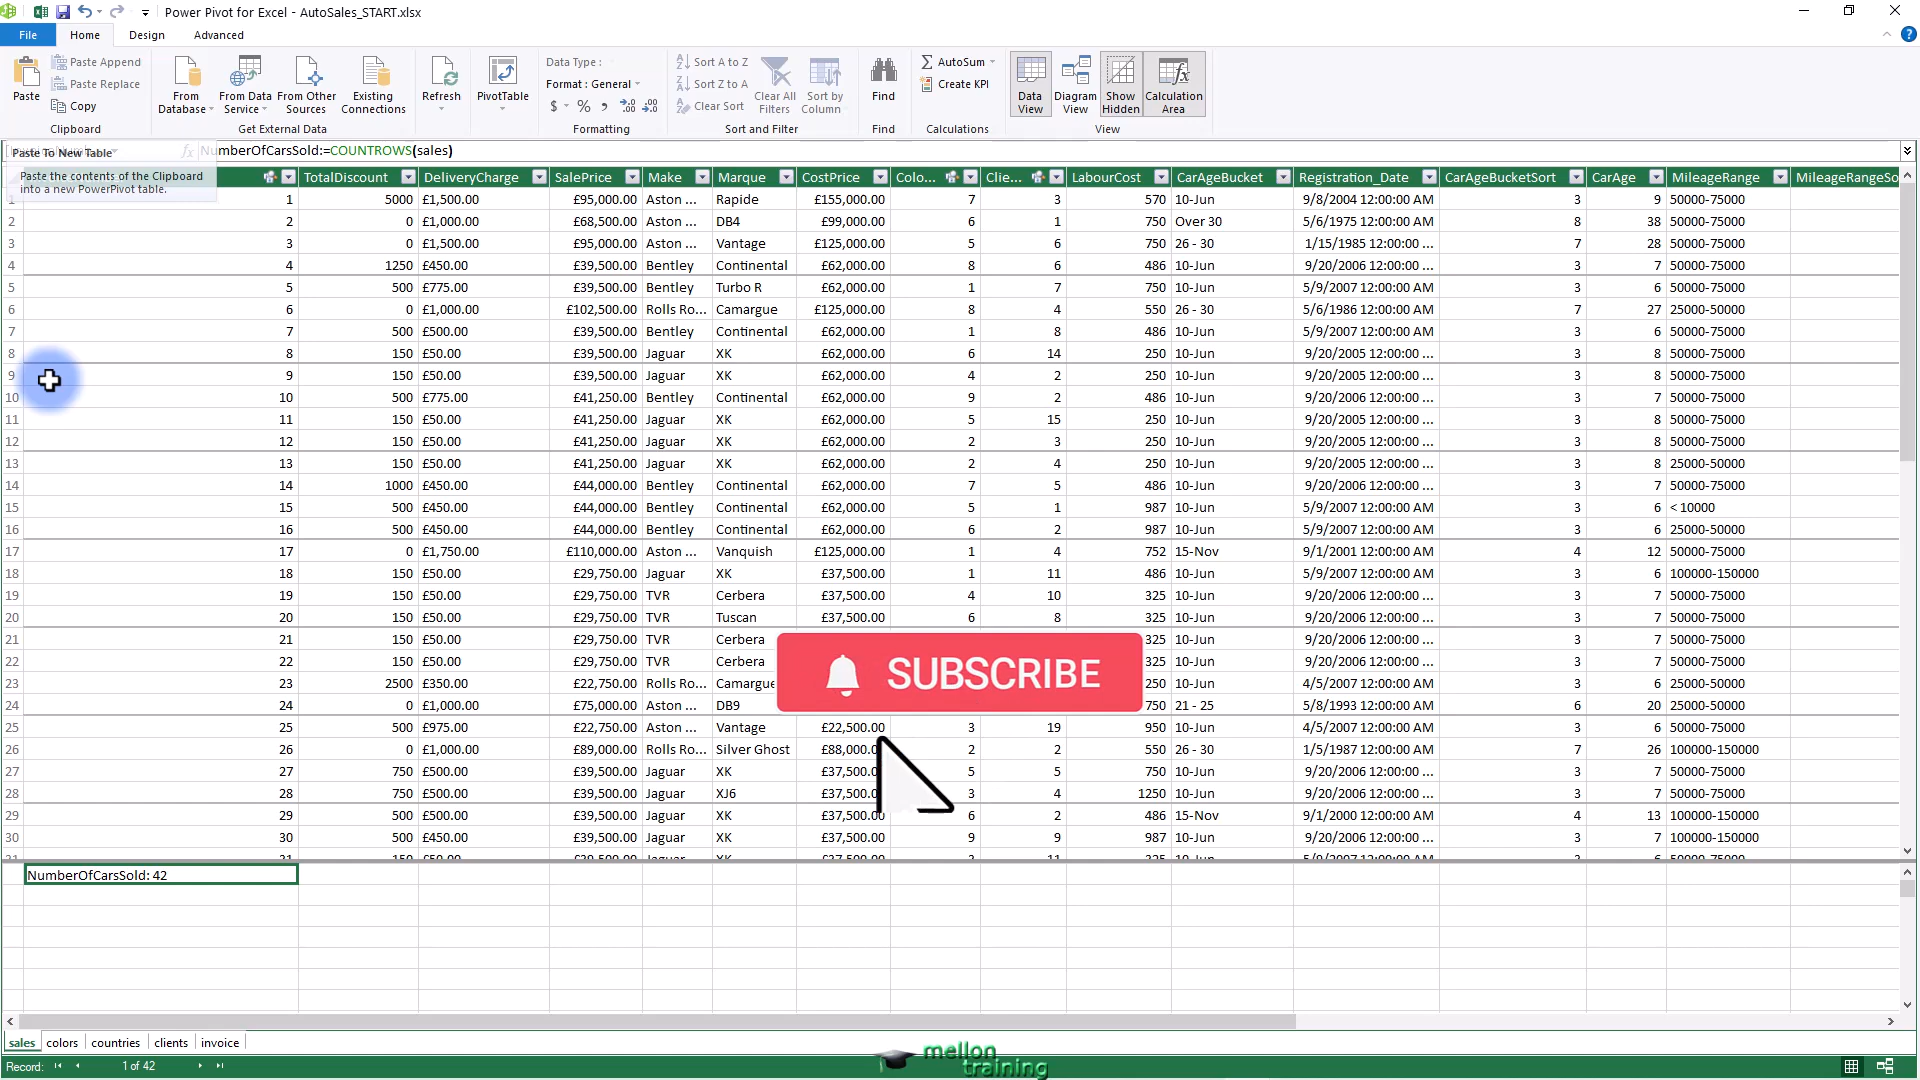 Power Pivot for Excel - AutoSales_START.xlsx
File Home Design Advanced
Paste Paste Append Paste Replace Copy Clipboard
From Database From Data Service From Other Sources Existing Connections Get External Data
Refresh PivotTable
Data Type : Format : General $ % Formatting
Sort A to Z Sort Z to A Clear Sort Clear All Filters Sort by Column Sort and Filter
Find Find
AutoSum Create KPI Calculations
Data View Diagram View Show Hidden Calculation Area View
Paste To New Table fx NumberOfCarsSold:=COUNTROWS(sales)
Paste the contents of the Clipboard
into a new PowerPivot table.
TotalDiscount DeliveryCharge SalePrice Make Marque CostPrice Colo... Clie... LabourCost CarAgeBucket Registration_Date CarAgeBucketSort CarAge MileageRange MileageRangeSo
1 1 5000 £1,500.00 £95,000.00 Aston ... Rapide £155,000.00 7 3 570 10-Jun 9/8/2004 12:00:00 AM 3 9 50000-75000
2 2 0 £1,000.00 £68,500.00 Aston ... DB4 £99,000.00 6 1 750 Over 30 5/6/1975 12:00:00 AM 8 38 50000-75000
3 3 0 £1,500.00 £95,000.00 Aston ... Vantage £125,000.00 5 6 750 26 - 30 1/15/1985 12:00:00 AM 7 28 50000-75000
4 4 1250 £450.00 £39,500.00 Bentley Continental £62,000.00 8 6 486 10-Jun 9/20/2006 12:00:00 ... 3 7 50000-75000
5 5 500 £775.00 £39,500.00 Bentley Turbo R £62,000.00 1 7 750 10-Jun 5/9/2007 12:00:00 AM 3 6 50000-75000
6 6 0 £1,000.00 £102,500.00 Rolls Ro... Camargue £125,000.00 8 4 550 26 - 30 5/6/1986 12:00:00 AM 7 27 25000-50000
7 7 500 £500.00 £39,500.00 Bentley Continental £62,000.00 1 8 486 10-Jun 5/9/2007 12:00:00 AM 3 6 50000-75000
8 8 150 £50.00 £39,500.00 Jaguar XK £62,000.00 6 14 250 10-Jun 9/20/2005 12:00:00 ... 3 8 50000-75000
9 9 150 £50.00 £39,500.00 Jaguar XK £62,000.00 4 2 250 10-Jun 9/20/2005 12:00:00 ... 3 8 50000-75000
10 10 500 £775.00 £41,250.00 Bentley Continental £62,000.00 9 2 486 10-Jun 9/20/2006 12:00:00 ... 3 7 50000-75000
11 11 150 £50.00 £41,250.00 Jaguar XK £62,000.00 5 15 250 10-Jun 9/20/2005 12:00:00 ... 3 8 50000-75000
12 12 150 £50.00 £41,250.00 Jaguar XK £62,000.00 2 3 250 10-Jun 9/20/2005 12:00:00 ... 3 8 50000-75000
13 13 150 £50.00 £41,250.00 Jaguar XK £62,000.00 2 4 250 10-Jun 9/20/2005 12:00:00 ... 3 8 25000-50000
14 14 1000 £450.00 £44,000.00 Bentley Continental £62,000.00 7 5 486 10-Jun 9/20/2006 12:00:00 ... 3 7 50000-75000
15 15 500 £450.00 £44,000.00 Bentley Continental £62,000.00 5 1 987 10-Jun 5/9/2007 12:00:00 AM 3 6 < 10000
16 16 500 £450.00 £44,000.00 Bentley Continental £62,000.00 6 2 987 10-Jun 5/9/2007 12:00:00 AM 3 6 25000-50000
17 17 0 £1,750.00 £110,000.00 Aston ... Vanquish £125,000.00 1 4 752 15-Nov 9/1/2001 12:00:00 AM 4 12 50000-75000
18 18 150 £50.00 £29,750.00 Jaguar XK £37,500.00 1 11 486 10-Jun 5/9/2007 12:00:00 AM 3 6 100000-150000
19 19 150 £50.00 £29,750.00 TVR Cerbera £37,500.00 4 10 325 10-Jun 9/20/2006 12:00:00 ... 3 7 50000-75000
20 20 150 £50.00 £29,750.00 TVR Tuscan £37,500.00 6 8 325 10-Jun 9/20/2006 12:00:00 ... 3 7 50000-75000
21 21 150 £50.00 £29,750.00 TVR Cerbera 325 10-Jun 9/20/2006 12:00:00 ... 3 7 50000-75000
22 22 150 £50.00 £29,750.00 TVR Cerbera 325 10-Jun 9/20/2006 12:00:00 ... 3 7 50000-75000
SUBSCRIBE
23 23 2500 £350.00 £22,750.00 Rolls Ro... Camargue 250 10-Jun 4/5/2007 12:00:00 AM 3 6 25000-50000
24 24 0 £1,000.00 £75,000.00 Aston ... DB9 750 21 - 25 5/8/1993 12:00:00 AM 6 20 25000-50000
25 25 500 £975.00 £22,750.00 Aston ... Vantage £22,500.00 3 19 950 10-Jun 4/5/2007 12:00:00 AM 3 6 50000-75000
26 26 0 £1,000.00 £89,000.00 Rolls Ro... Silver Ghost £88,000.0 2 2 550 26 - 30 1/5/1987 12:00:00 AM 7 26 100000-150000
27 27 750 £500.00 £39,500.00 Jaguar XK £37,500.0 5 5 750 10-Jun 9/20/2006 12:00:00 ... 3 7 50000-75000
28 28 750 £500.00 £39,500.00 Jaguar XJ6 £37,500.0 3 4 1250 10-Jun 9/20/2006 12:00:00 ... 3 7 50000-75000
29 29 500 £500.00 £39,500.00 Jaguar XK £37,500.00 6 2 486 15-Nov 9/1/2000 12:00:00 AM 4 13 100000-150000
30 30 500 £450.00 £39,500.00 Jaguar XK £37,500.00 9 9 987 10-Jun 9/20/2006 12:00:00 ... 3 7 100000-150000
NumberOfCarsSold: 42
sales colors countries clients invoice
Record: 1 of 42
mellon
training